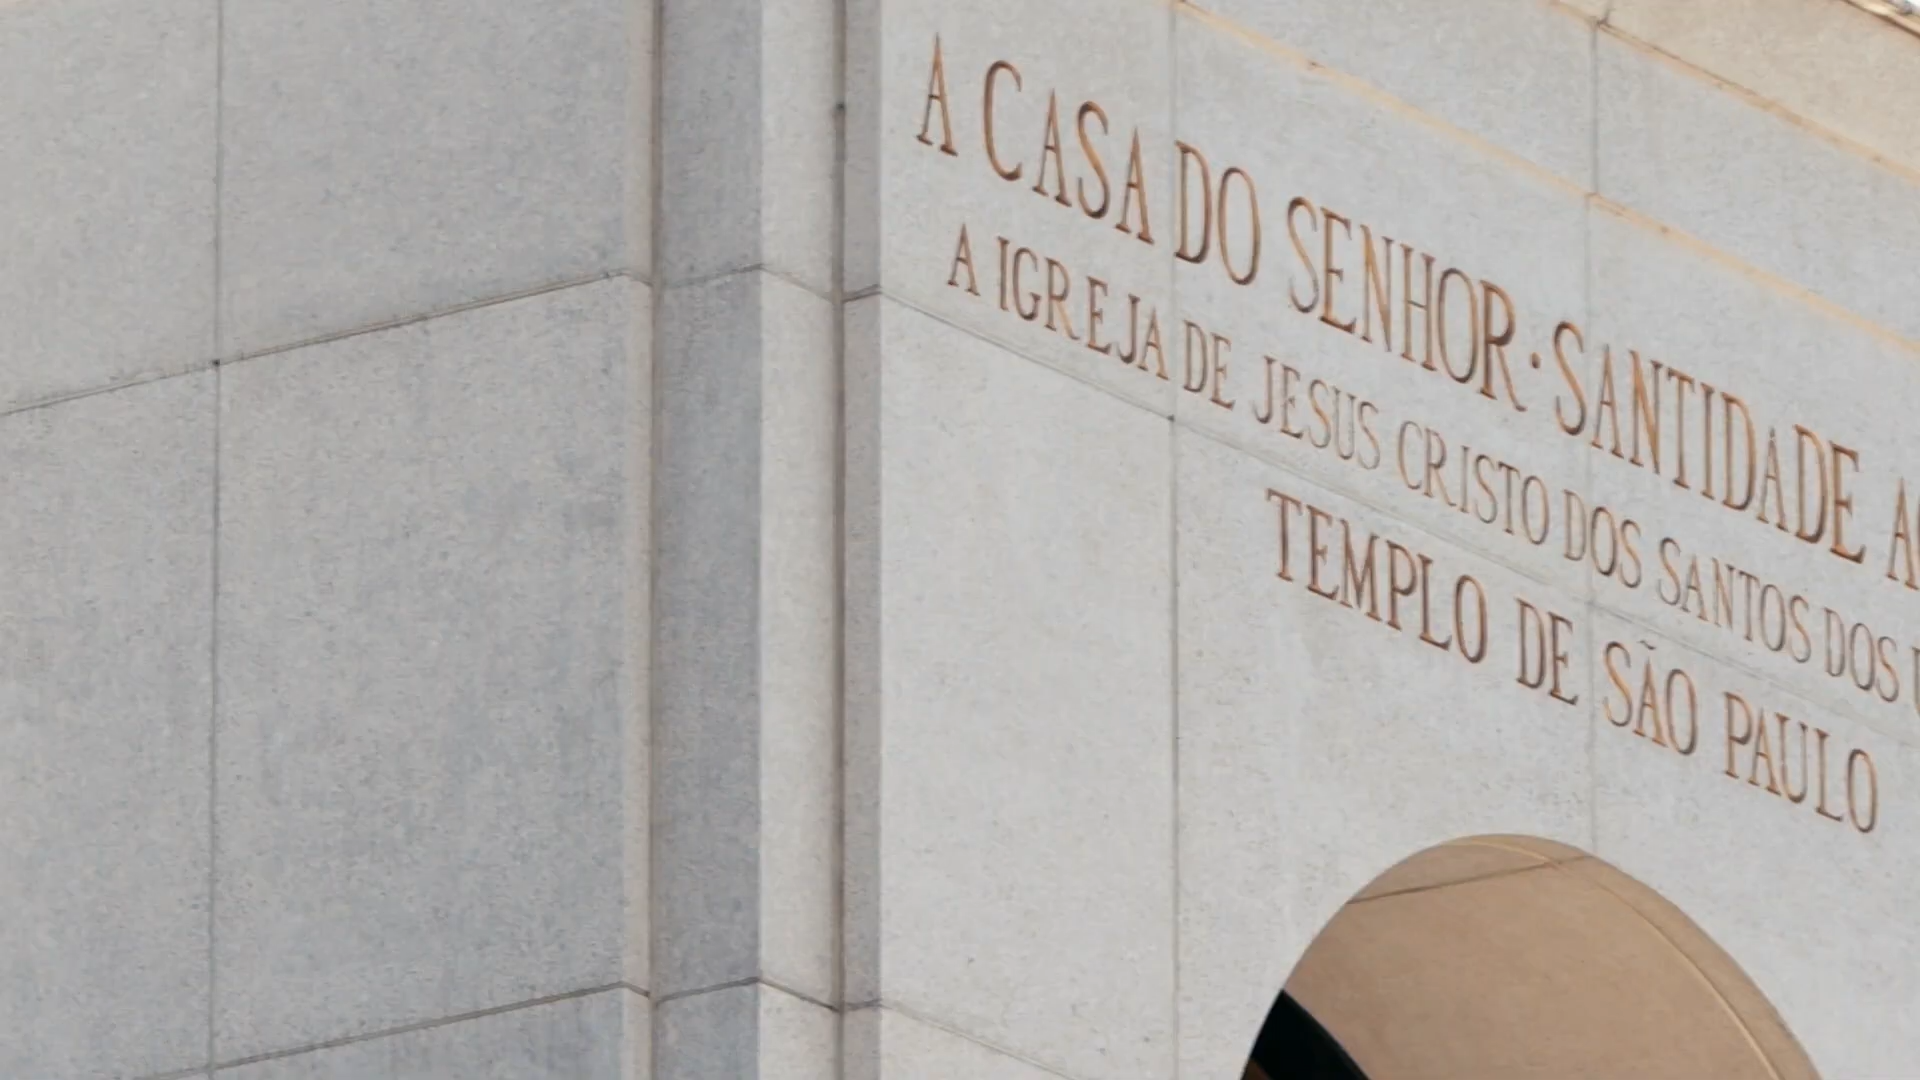 A CASA DO SENHOR · SANTIDADE
A IGREJA DE JESUS CRISTO DOS SANTOS DOS
TEMPLO DE SÃO PAULO